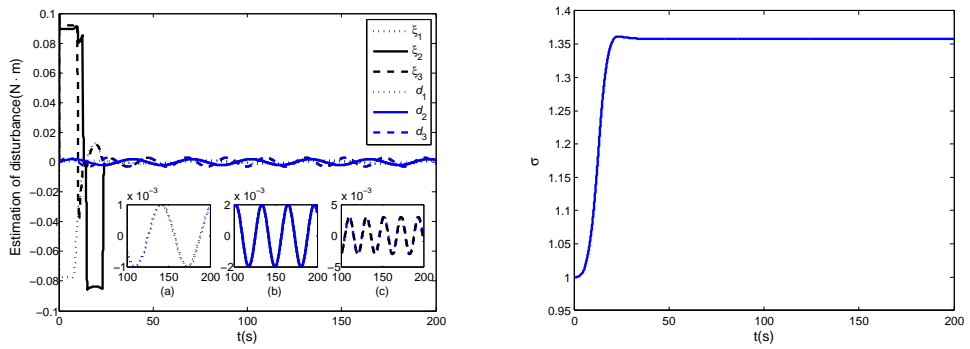 Estimation of disturbance(N · m)
0.1
0.08
0.06
0.04
0.02
0
−0.02
−0.04
−0.06
−0.08
−0.1
ξ1
ξ2
ξ3
d1
d2
d3
x 10−3
1
0
−1
100 150 200
(a)
x 10−3
2
0
−2
100 150 200
(b)
x 10−3
5
0
−5
100 150 200
(c)
0 50 100 150 200
t(s)
σ
1.4
1.35
1.3
1.25
1.2
1.15
1.1
1.05
1
0.95
0 50 100 150 200
t(s)